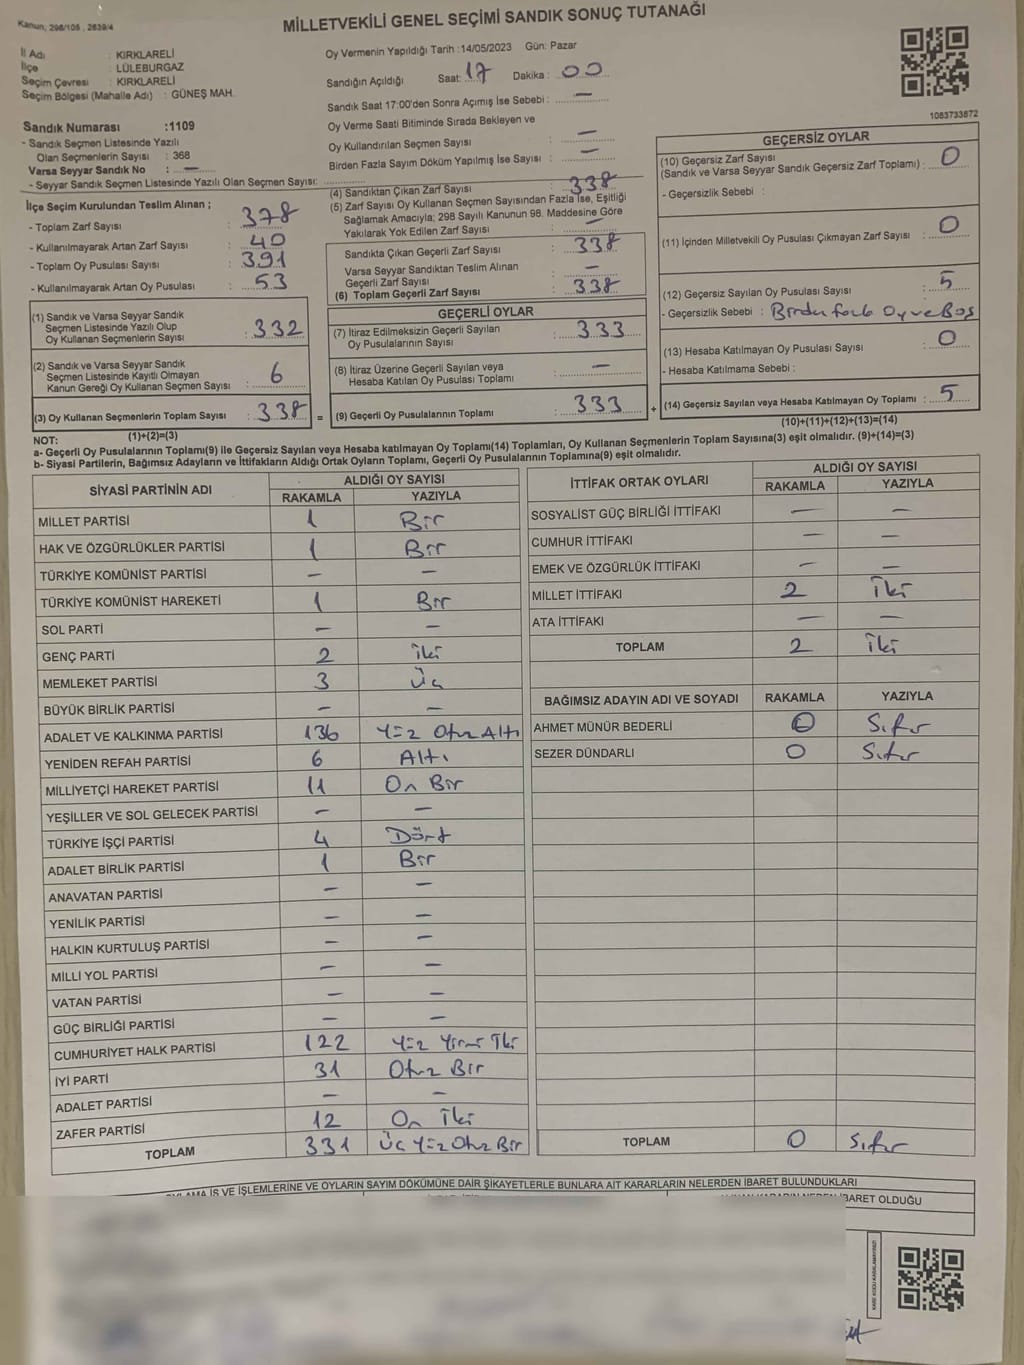 Kanun; 298/105 ; 2839/4
MİLLETVEKİLİ GENEL SEÇİMİ SANDIK SONUÇ TUTANAĞI
İl Adı : KIRKLARELİ
İlçe : LÜLEBURGAZ
Seçim Çevresi : KIRKLARELİ
Seçim Bölgesi (Mahalle Adı) : GÜNEŞ MAH.
Sandık Numarası :1109
- Sandık Seçmen Listesinde Yazılı
Olan Seçmenlerin Sayısı : 368
Varsa Seyyar Sandık No : —
- Seyyar Sandık Seçmen Listesinde Yazılı Olan Seçmen Sayısı:
Oy Vermenin Yapıldığı Tarih :14/05/2023 Gün: Pazar
Sandığın Açıldığı Saat: 17 Dakika : 00
Sandık Saat 17:00'den Sonra Açımış İse Sebebi : —
Oy Verme Saati Bitiminde Sırada Bekleyen ve
Oy Kullandırılan Seçmen Sayısı : —
Birden Fazla Sayım Döküm Yapılmış İse Sayısı : —
1083733872
İlçe Seçim Kurulundan Teslim Alınan ;
- Toplam Zarf Sayısı : 378
- Kullanılmayarak Artan Zarf Sayısı : 40
- Toplam Oy Pusulası Sayısı : 391
- Kullanılmayarak Artan Oy Pusulası : 53
(1) Sandık ve Varsa Seyyar Sandık
Seçmen Listesinde Yazılı Olup
Oy Kullanan Seçmenlerin Sayısı : 332
(2) Sandık ve Varsa Seyyar Sandık
Seçmen Listesinde Kayıtlı Olmayan
Kanun Gereği Oy Kullanan Seçmen Sayısı : 6
(3) Oy Kullanan Seçmenlerin Toplam Sayısı : 338 =
(1)+(2)=(3)
(4) Sandıktan Çıkan Zarf Sayısı : 338
(5) Zarf Sayısı Oy Kullanan Seçmen Sayısından Fazla İse, Eşitliği
Sağlamak Amacıyla; 298 Sayılı Kanunun 98. Maddesine Göre
Yakılarak Yok Edilen Zarf Sayısı : —
Sandıkta Çıkan Geçerli Zarf Sayısı : 338
Varsa Seyyar Sandıktan Teslim Alınan
Geçerli Zarf Sayısı : —
(6) Toplam Geçerli Zarf Sayısı : 338
GEÇERLİ OYLAR
(7) İtiraz Edilmeksizin Geçerli Sayılan
Oy Pusulalarının Sayısı : 333
(8) İtiraz Üzerine Geçerli Sayılan veya
Hesaba Katılan Oy Pusulası Toplamı : —
(9) Geçerli Oy Pusulalarının Toplamı : 333 +
GEÇERSİZ OYLAR
(10) Geçersiz Zarf Sayısı
(Sandık ve Varsa Seyyar Sandık Geçersiz Zarf Toplamı) : 0
- Geçersizlik Sebebi :
(11) İçinden Milletvekili Oy Pusulası Çıkmayan Zarf Sayısı : 0
(12) Geçersiz Sayılan Oy Pusulası Sayısı : 5
- Geçersizlik Sebebi : Birden fazla Oy ve Boş
(13) Hesaba Katılmayan Oy Pusulası Sayısı : 0
- Hesaba Katılmama Sebebi :
(14) Geçersiz Sayılan veya Hesaba Katılmayan Oy Toplamı : 5
(10)+(11)+(12)+(13)=(14)
NOT:
a- Geçerli Oy Pusulalarının Toplamı(9) ile Geçersiz Sayılan veya Hesaba katılmayan Oy Toplamı(14) Toplamları, Oy Kullanan Seçmenlerin Toplam Sayısına(3) eşit olmalıdır. (9)+(14)=(3)
b- Siyasi Partilerin, Bağımsız Adayların ve İttifakların Aldığı Ortak Oyların Toplamı, Geçerli Oy Pusulalarının Toplamına(9) eşit olmalıdır.
SİYASİ PARTİNİN ADI ALDIĞI OY SAYISI
RAKAMLA YAZIYLA
MİLLET PARTİSİ 1 Bir
HAK VE ÖZGÜRLÜKLER PARTİSİ 1 Bir
TÜRKİYE KOMÜNİST PARTİSİ — —
TÜRKİYE KOMÜNİST HAREKETİ 1 Bir
SOL PARTİ — —
GENÇ PARTİ 2 İki
MEMLEKET PARTİSİ 3 Üç
BÜYÜK BİRLİK PARTİSİ — —
ADALET VE KALKINMA PARTİSİ 136 Yüz Otuz Altı
YENİDEN REFAH PARTİSİ 6 Altı
MİLLİYETÇİ HAREKET PARTİSİ 11 On Bir
YEŞİLLER VE SOL GELECEK PARTİSİ — —
TÜRKİYE İŞÇİ PARTİSİ 4 Dört
ADALET BİRLİK PARTİSİ 1 Bir
ANAVATAN PARTİSİ — —
YENİLİK PARTİSİ — —
HALKIN KURTULUŞ PARTİSİ — —
MİLLİ YOL PARTİSİ — —
VATAN PARTİSİ — —
GÜÇ BİRLİĞİ PARTİSİ — —
CUMHURİYET HALK PARTİSİ 122 Yüz Yirmi İki
İYİ PARTİ 31 Otuz Bir
ADALET PARTİSİ — —
ZAFER PARTİSİ 12 On İki
TOPLAM 331 Üç Yüz Otuz Bir
İTTİFAK ORTAK OYLARI ALDIĞI OY SAYISI
RAKAMLA YAZIYLA
SOSYALİST GÜÇ BİRLİĞİ İTTİFAKI — —
CUMHUR İTTİFAKI — —
EMEK VE ÖZGÜRLÜK İTTİFAKI — —
MİLLET İTTİFAKI 2 İki
ATA İTTİFAKI — —
TOPLAM 2 İki
BAĞIMSIZ ADAYIN ADI VE SOYADI RAKAMLA YAZIYLA
AHMET MÜNÜR BEDERLİ 0 Sıfır
SEZER DÜNDARLI 0 Sıfır
TOPLAM 0 Sıfır
İŞ VE İŞLEMLERİNE VE OYLARIN SAYIM DÖKÜMÜNE DAİR ŞİKAYETLERLE BUNLARA AİT KARARLARIN NELERDEN İBARET BULUNDUKLARI
İBARET OLDUĞU